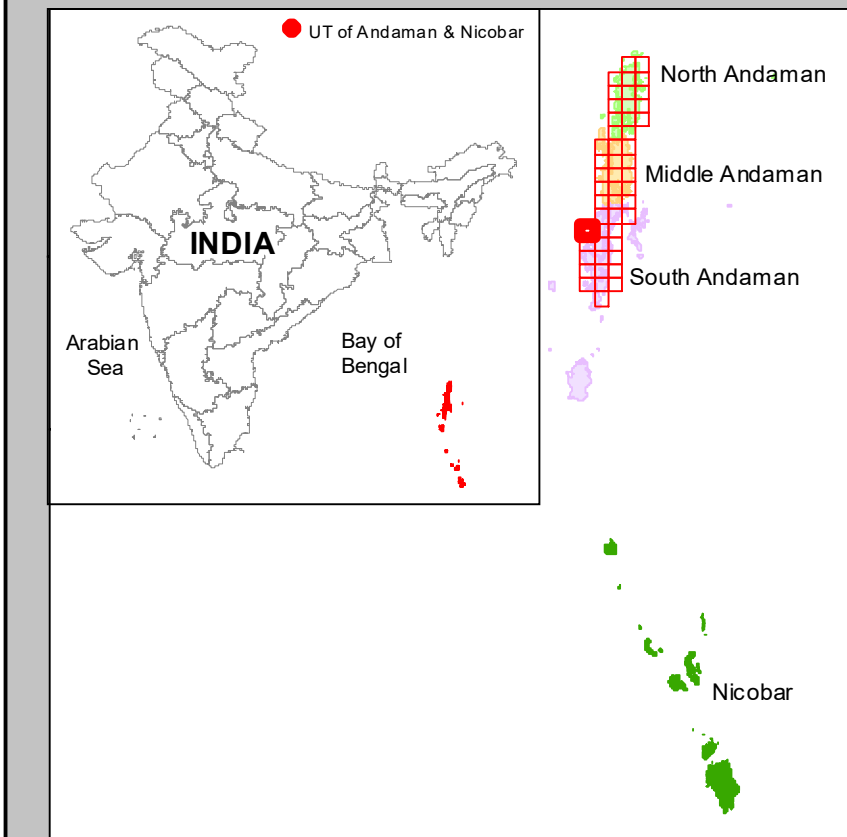 UT of Andaman & Nicobar
North Andaman
Middle Andaman
INDIA
South Andaman
Arabian
Sea
Bay of
Bengal
Nicobar